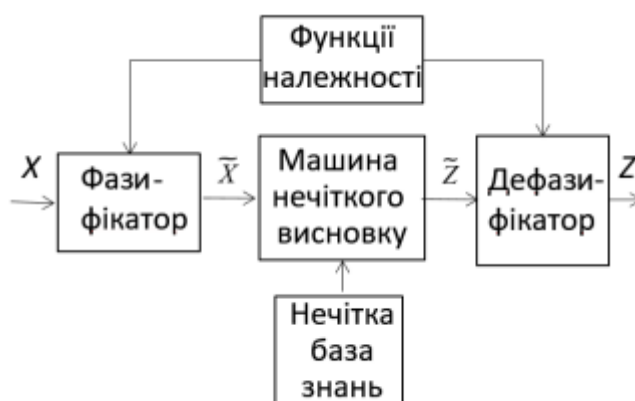 Функції
належності
X
Фази-
фікатор
X̃
Машина
нечіткого
висновку
Z̃
Дефази-
фікатор
Z
Нечітка
база
знань